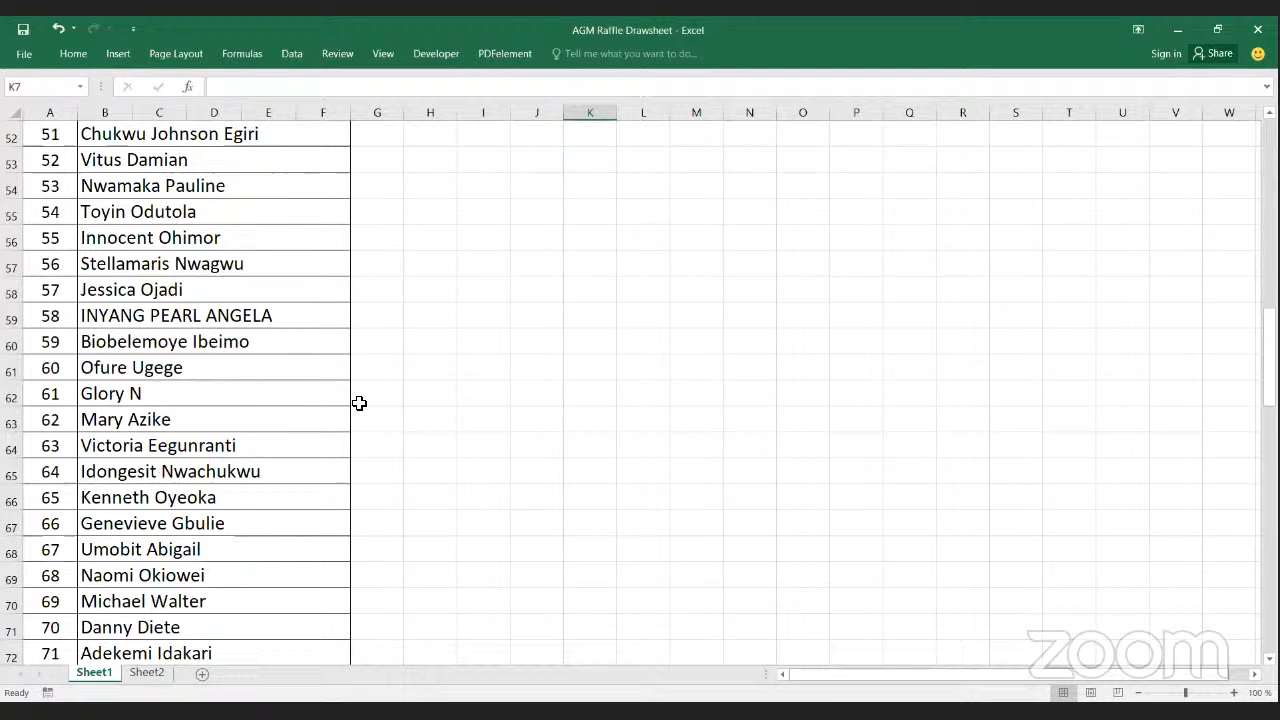 AGM Raffle Drawsheet - Excel
File Home Insert Page Layout Formulas Data Review View Developer PDFelement Tell me what you want to do... Sign in Share
K7 fx
A B C D E F G H I J K L M N O P Q R S T U V W
52 51 Chukwu Johnson Egiri
53 52 Vitus Damian
54 53 Nwamaka Pauline
55 54 Toyin Odutola
56 55 Innocent Ohimor
57 56 Stellamaris Nwagwu
58 57 Jessica Ojadi
59 58 INYANG PEARL ANGELA
60 59 Biobelemoye Ibeimo
61 60 Ofure Ugege
62 61 Glory N
63 62 Mary Azike
64 63 Victoria Eegunranti
65 64 Idongesit Nwachukwu
66 65 Kenneth Oyeoka
67 66 Genevieve Gbulie
68 67 Umobit Abigail
69 68 Naomi Okiowei
70 69 Michael Walter
71 70 Danny Diete
72 71 Adekemi Idakari
zoom
Sheet1 Sheet2
Ready 100 %